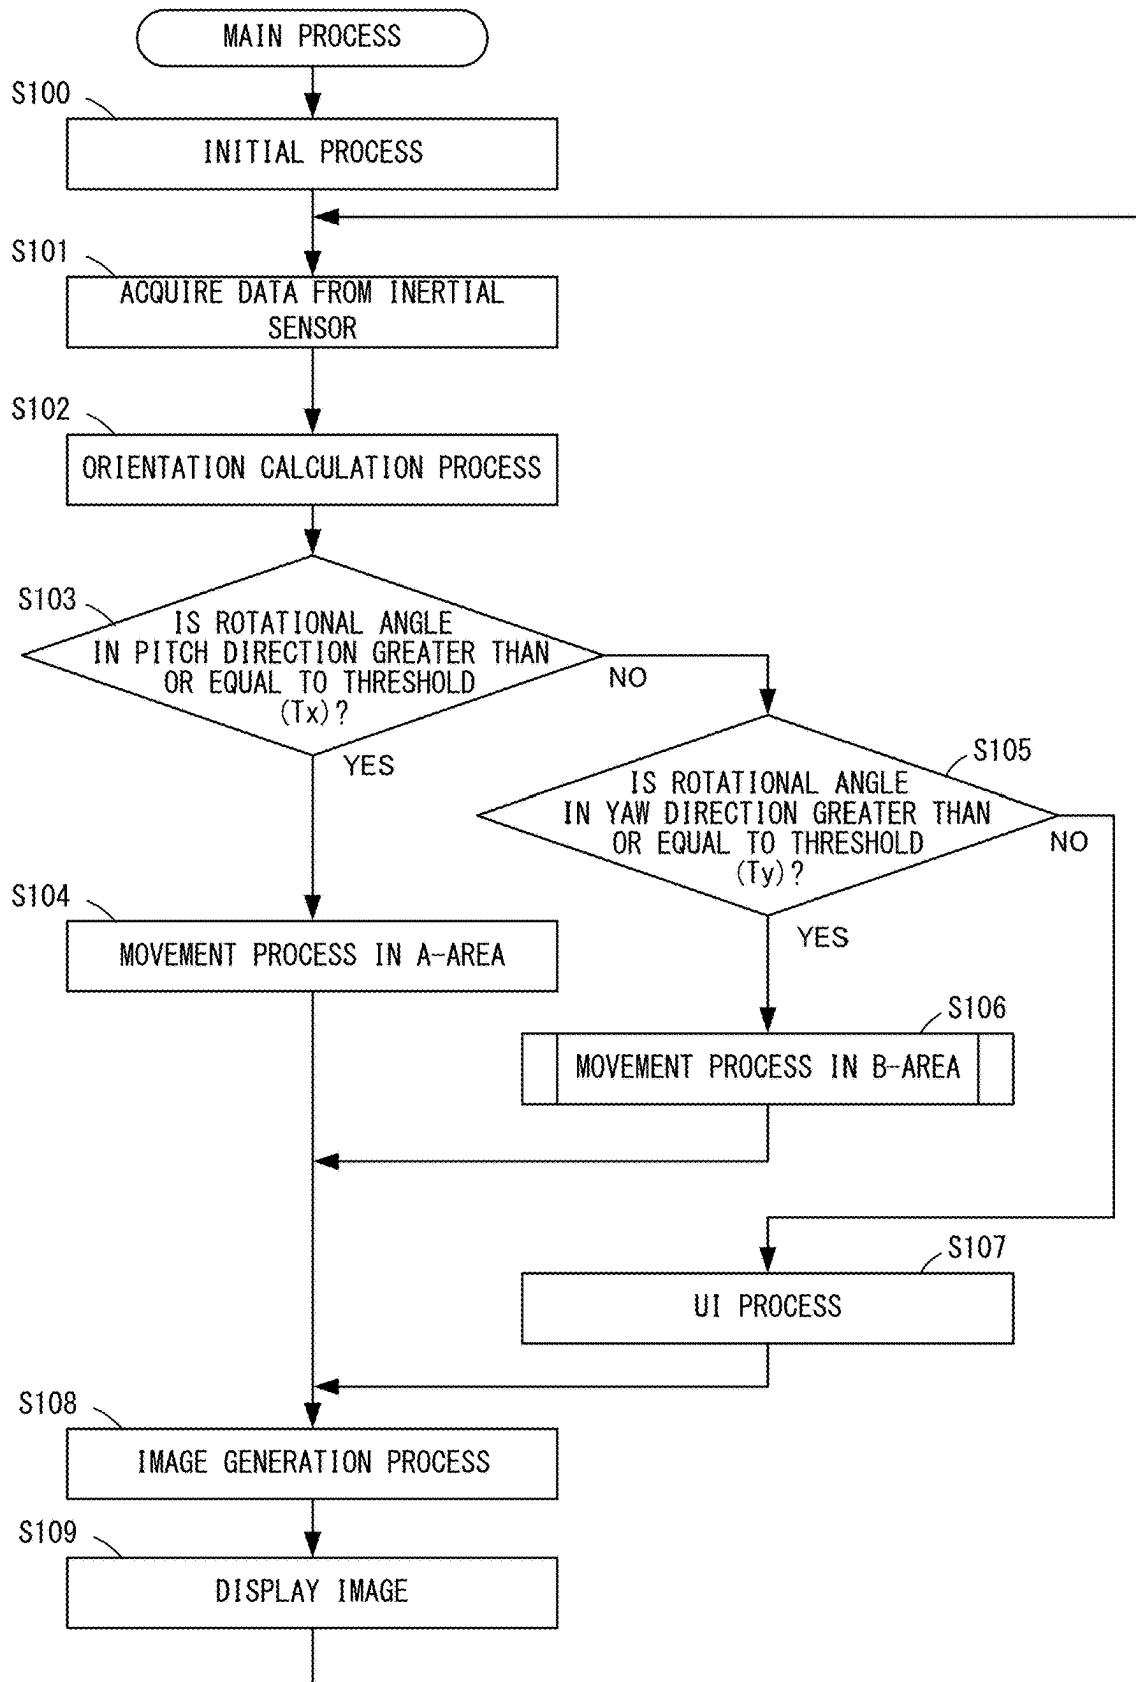 MAIN PROCESS
S100
INITIAL PROCESS
S101
ACQUIRE DATA FROM INERTIAL
SENSOR
S102
ORIENTATION CALCULATION PROCESS
S103
IS ROTATIONAL ANGLE
IN PITCH DIRECTION GREATER THAN
OR EQUAL TO THRESHOLD
(Tx)?
NO
YES
S105
IS ROTATIONAL ANGLE
IN YAW DIRECTION GREATER THAN
OR EQUAL TO THRESHOLD
(Ty)?
NO
YES
S104
MOVEMENT PROCESS IN A-AREA
S106
MOVEMENT PROCESS IN B-AREA
S107
UI PROCESS
S108
IMAGE GENERATION PROCESS
S109
DISPLAY IMAGE